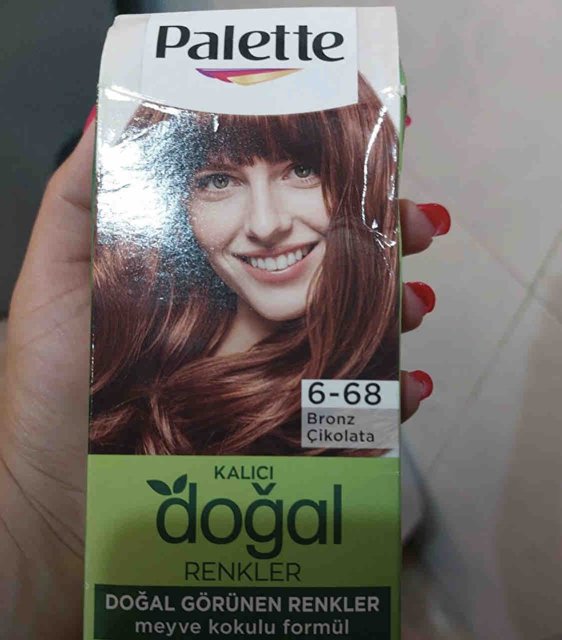 Palette
6-68
Bronz
Çikolata
KALICI
doğal
RENKLER
DOĞAL GÖRÜNEN RENKLER
meyve kokulu formül